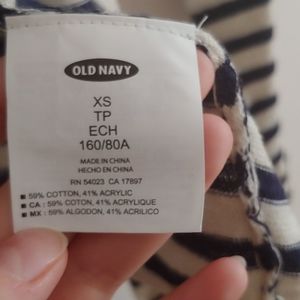 OLD NAVY
XS
TP
ECH
160/80A
MADE IN CHINA
HECHO EN CHINA
RN 54023 CA 17897
59% COTTON, 41% ACRYLIC
CA : 59% COTON, 41% ACRYLIQUE
MX : 59% ALGODON, 41% ACRILICO